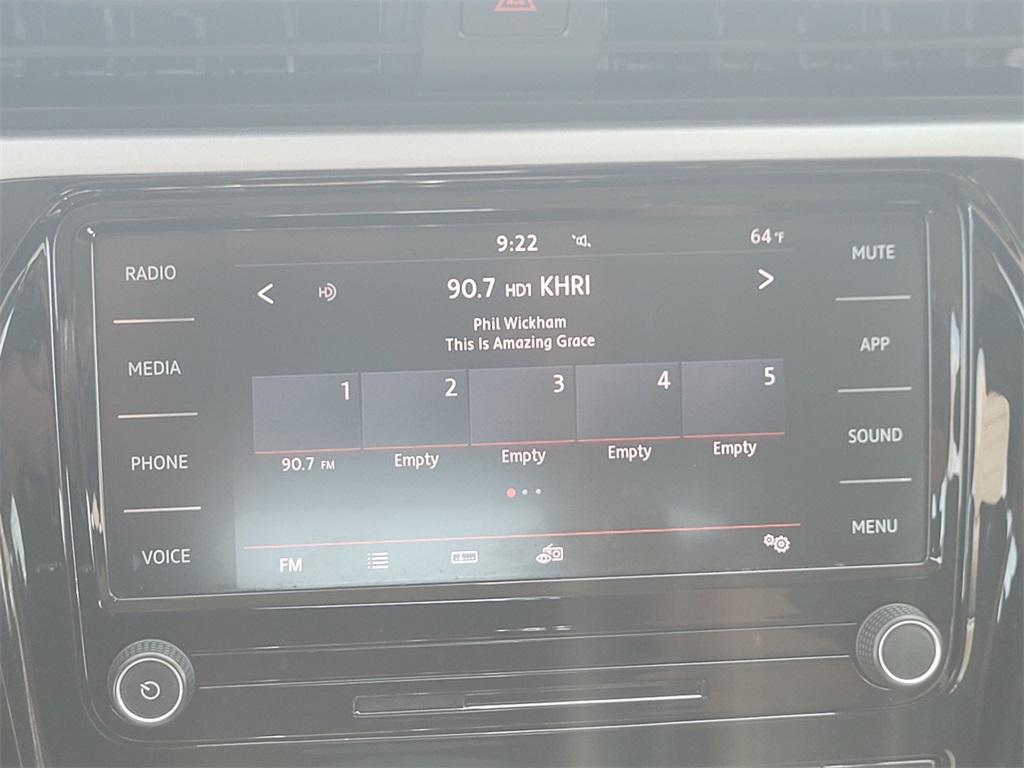 9:22
64°F
RADIO
MEDIA
PHONE
VOICE
HD
90.7 HD1 KHRI
Phil Wickham
This Is Amazing Grace
1 2 3 4 5
90.7 FM Empty Empty Empty Empty
FM
MUTE
APP
SOUND
MENU